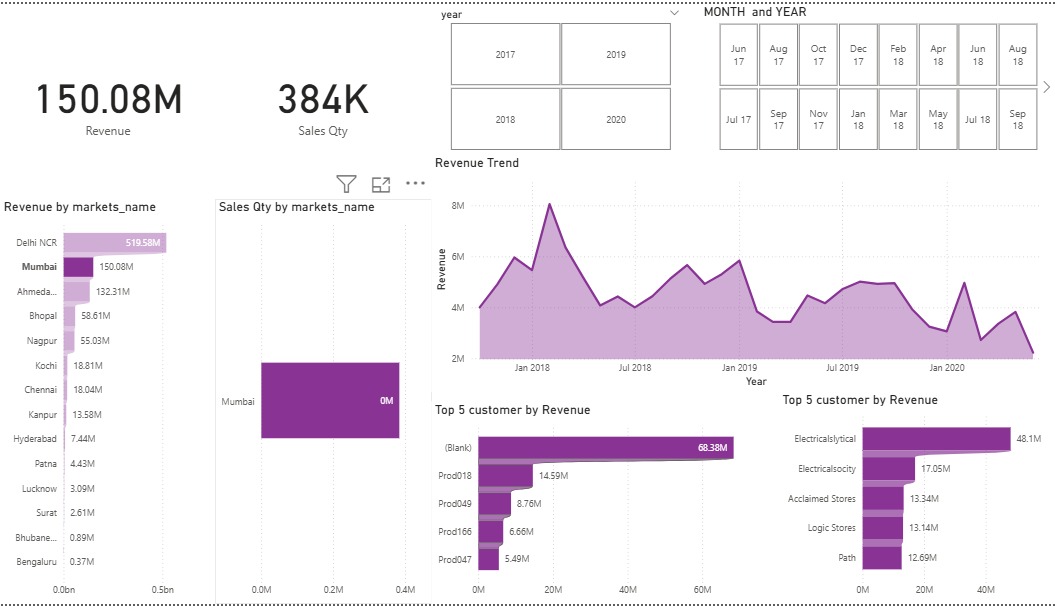 year
2017
2019
2018
2020
MONTH and YEAR
Jun 17
Aug 17
Oct 17
Dec 17
Feb 18
Apr 18
Jun 18
Aug 18
Jul 17
Sep 17
Nov 17
Jan 18
Mar 18
May 18
Jul 18
Sep 18
150.08M
Revenue
384K
Sales Qty
Revenue by markets_name
Delhi NCR 519.58M
Mumbai 150.08M
Ahmeda... 132.31M
Bhopal 58.61M
Nagpur 55.03M
Kochi 18.81M
Chennai 18.04M
Kanpur 13.58M
Hyderabad 7.44M
Patna 4.43M
Lucknow 3.09M
Surat 2.61M
Bhubane... 0.89M
Bengaluru 0.37M
0.0bn 0.5bn
Sales Qty by markets_name
Mumbai 0M
0.0M 0.2M 0.4M
Revenue Trend
Revenue
8M
6M
4M
2M
Jan 2018 Jul 2018 Jan 2019 Jul 2019 Jan 2020
Year
Top 5 customer by Revenue
(Blank) 68.38M
Prod018 14.59M
Prod049 8.76M
Prod166 6.66M
Prod047 5.49M
0M 20M 40M 60M
Top 5 customer by Revenue
Electricalslytical 48.1M
Electricalsocity 17.05M
Acclaimed Stores 13.34M
Logic Stores 13.14M
Path 12.69M
0M 20M 40M